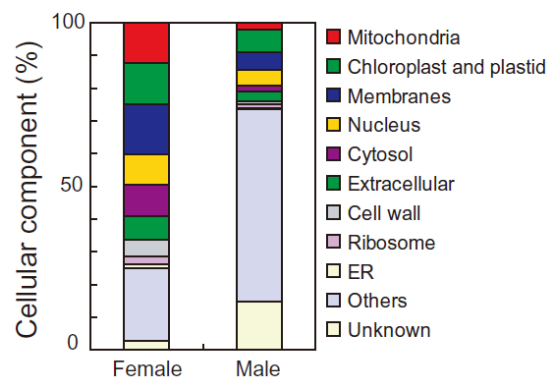 Cellular component (%)
100
50
0
Female
Male
Mitochondria
Chloroplast and plastid
Membranes
Nucleus
Cytosol
Extracellular
Cell wall
Ribosome
ER
Others
Unknown